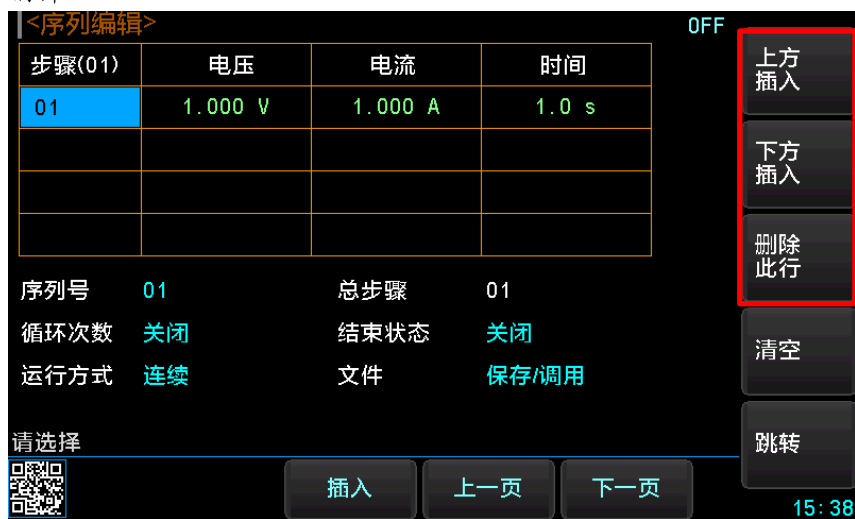 <序列编辑> OFF
步骤(01) 电压 电流 时间
01 1.000 V 1.000 A 1.0 s
序列号 01 总步骤 01
循环次数 关闭 结束状态 关闭
运行方式 连续 文件 保存/调用
请选择
插入 上一页 下一页
上方
插入
下方
插入
删除
此行
清空
跳转
15:38